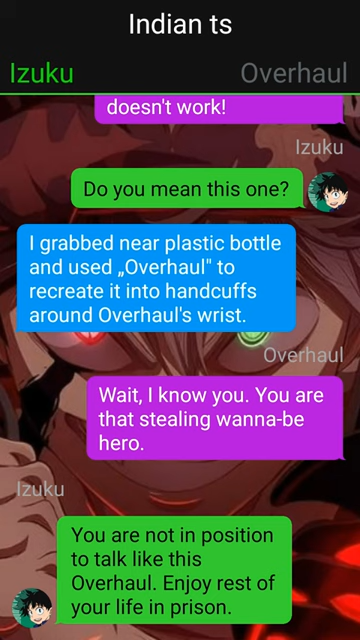 Indian ts
Izuku Overhaul
doesn't work!
Izuku
Do you mean this one?
I grabbed near plastic bottle
and used „Overhaul" to
recreate it into handcuffs
around Overhaul's wrist.
Overhaul
Wait, I know you. You are
that stealing wanna-be
hero.
Izuku
You are not in position
to talk like this
Overhaul. Enjoy rest of
your life in prison.